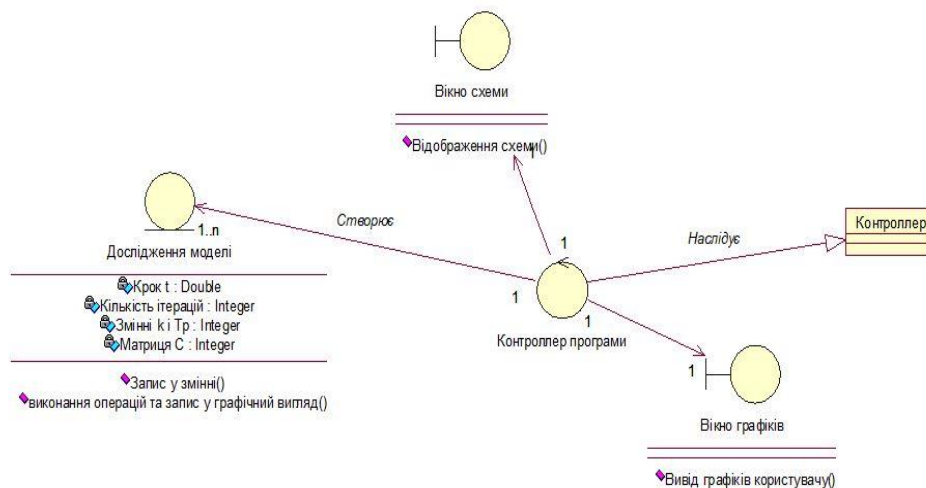 Вікно схеми
Відображення схеми()
1
1..n
Створює
Дослідження моделі
Крок t : Double
Кількість ітерацій : Integer
Змінні k і Tp : Integer
Матриця C : Integer
Запис у змінні()
виконання операцій та запис у графічний вигляд()
1
1
1
Контроллер програми
Наслідує
Контроллер
1
Вікно графіків
Вивід графіків користувачу()